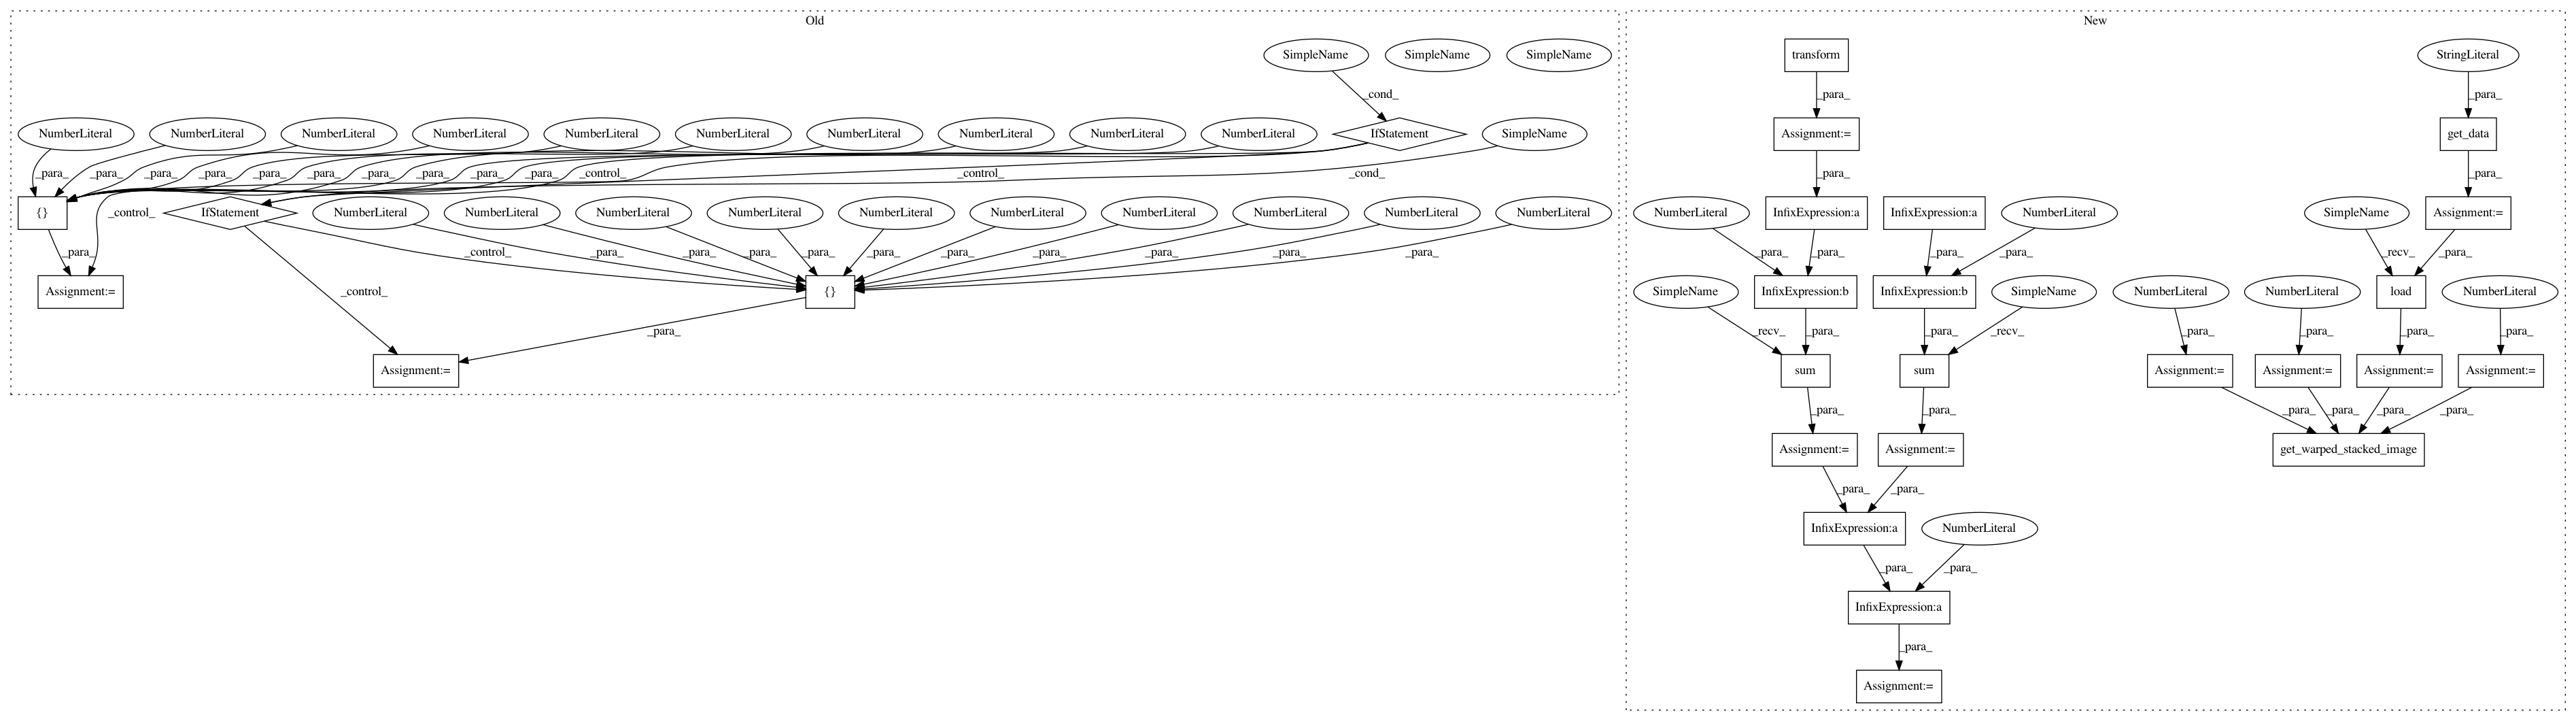 Old
New
SimpleName SimpleName SimpleName
transform
StringLiteral
_cond_
_para_
_para_
NumberLiteral NumberLiteral NumberLiteral NumberLiteral NumberLiteral NumberLiteral NumberLiteral NumberLiteral NumberLiteral NumberLiteral IfStatement SimpleName
Assignment:=
get_data
_para_ _para_ _para_ _para_ _para_ _para_ _para_ _para_ _para_ _para_ _control_ _control_ _cond_
_para_
_para_
{} IfStatement NumberLiteral NumberLiteral NumberLiteral NumberLiteral NumberLiteral NumberLiteral NumberLiteral NumberLiteral NumberLiteral NumberLiteral
_control_
NumberLiteral InfixExpression:a InfixExpression:a NumberLiteral SimpleName Assignment:=
_para_ _control_ _para_ _para_ _para_ _para_ _para_ _para_ _para_ _para_ _para_ _para_
_para_ _para_ _para_ _para_ _recv_ _para_
Assignment:= {}
SimpleName InfixExpression:b InfixExpression:b SimpleName NumberLiteral NumberLiteral load NumberLiteral
_control_ _para_
_recv_ _para_ _para_ _recv_ _para_ _para_ _para_ _para_
Assignment:=
sum sum Assignment:= Assignment:= Assignment:= Assignment:=
_para_ _para_ _para_ _para_ _para_ _para_
Assignment:= Assignment:= get_warped_stacked_image
_para_ _para_
InfixExpression:a NumberLiteral
_para_ _para_
InfixExpression:a
_para_
Assignment:=